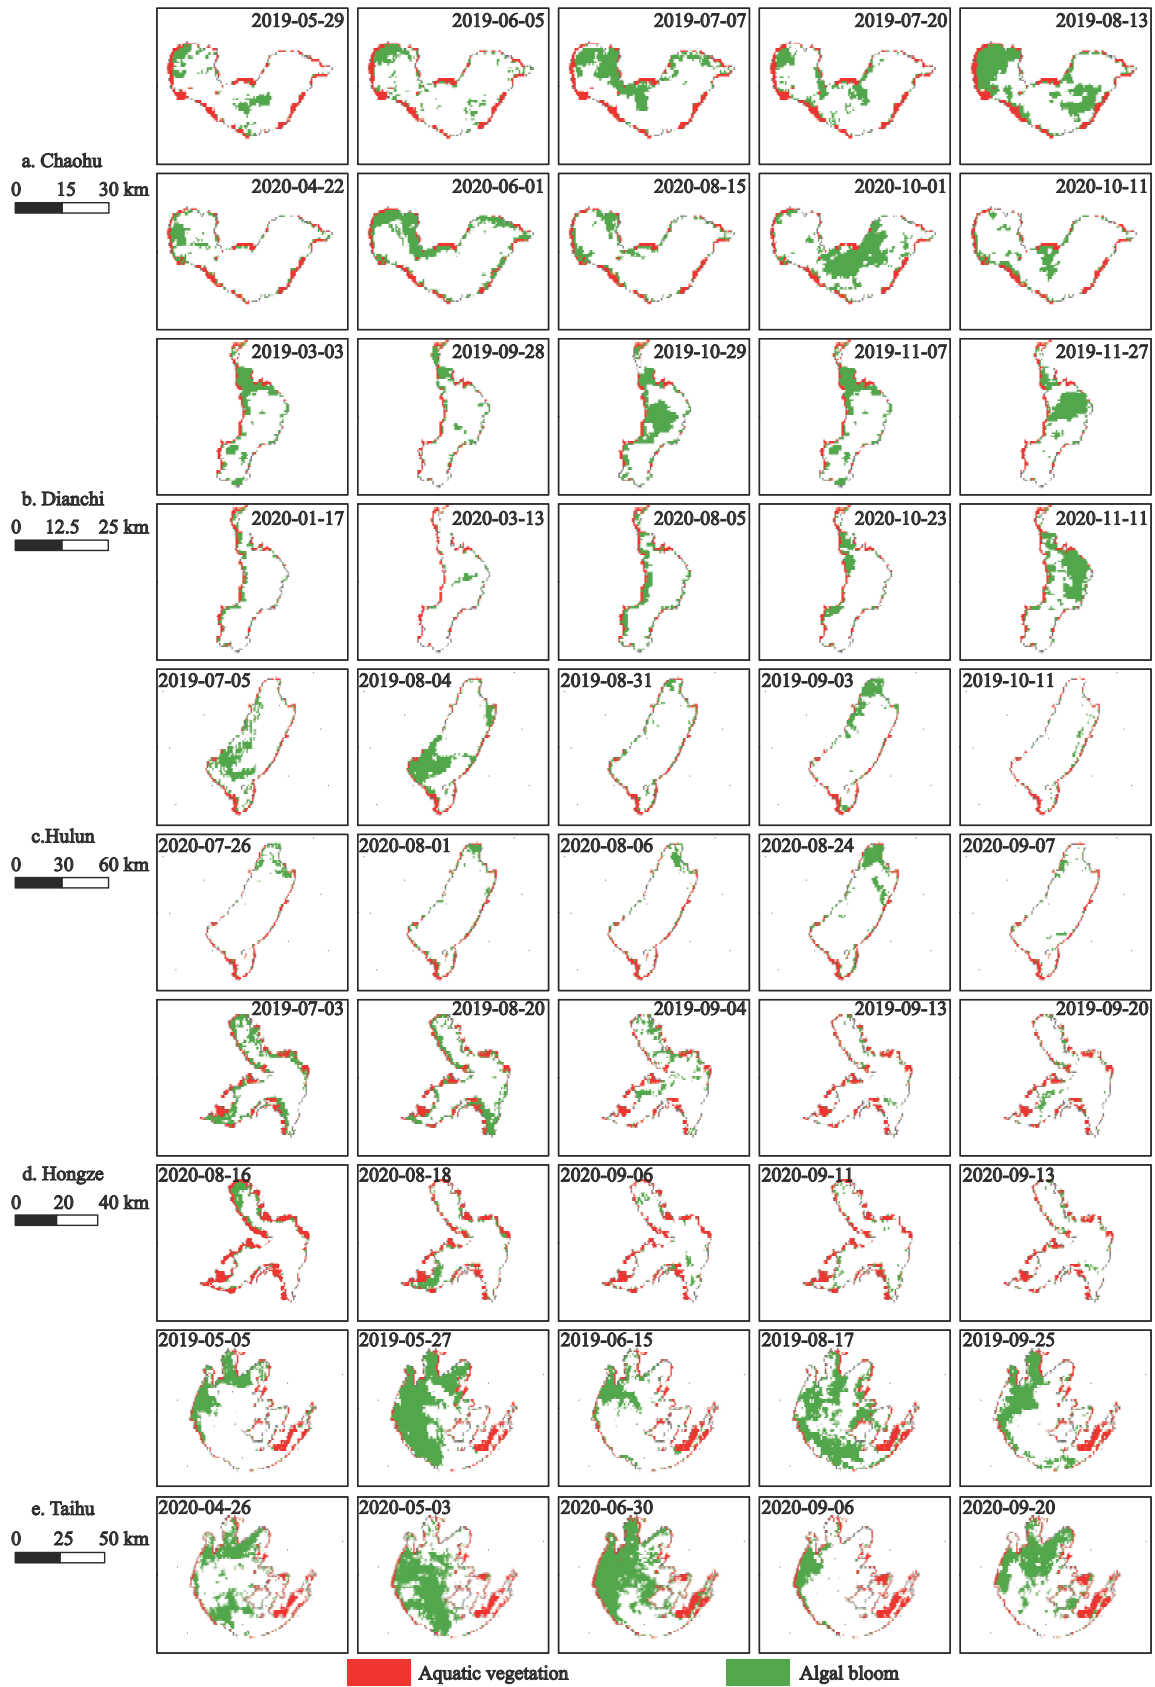 2019-05-29 2019-06-05 2019-07-07 2019-07-20 2019-08-13
a. Chaohu
0 15 30 km
2020-04-22 2020-06-01 2020-08-15 2020-10-01 2020-10-11
2019-03-03 2019-09-28 2019-10-29 2019-11-07 2019-11-27
b. Dianchi
0 12.5 25 km
2020-01-17 2020-03-13 2020-08-05 2020-10-23 2020-11-11
2019-07-05 2019-08-04 2019-08-31 2019-09-03 2019-10-11
c.Hulun
0 30 60 km
2020-07-26 2020-08-01 2020-08-06 2020-08-24 2020-09-07
2019-07-03 2019-08-20 2019-09-04 2019-09-13 2019-09-20
d. Hongze
0 20 40 km
2020-08-16 2020-08-18 2020-09-06 2020-09-11 2020-09-13
2019-05-05 2019-05-27 2019-06-15 2019-08-17 2019-09-25
e. Taihu
0 25 50 km
2020-04-26 2020-05-03 2020-06-30 2020-09-06 2020-09-20
Aquatic vegetation Algal bloom